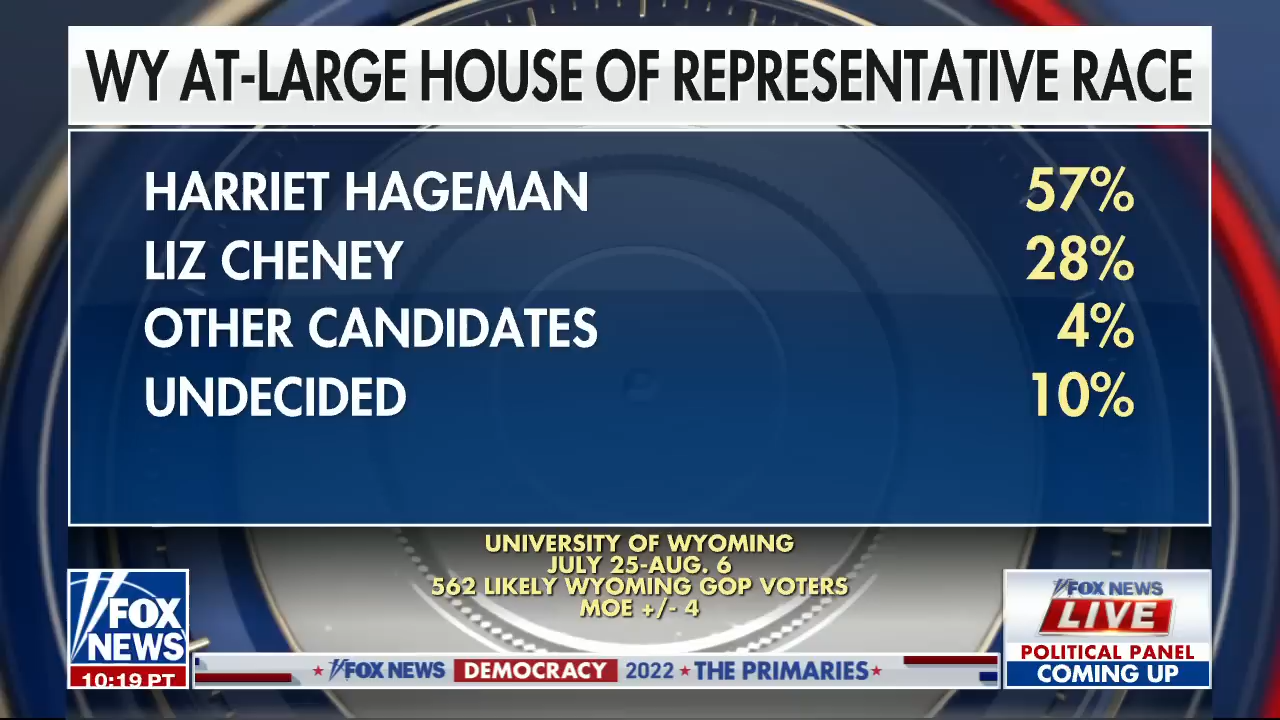 WY AT-LARGE HOUSE OF REPRESENTATIVE RACE
HARRIET HAGEMAN 57%
LIZ CHENEY 28%
OTHER CANDIDATES 4%
UNDECIDED 10%
UNIVERSITY OF WYOMING
JULY 25-AUG. 6
562 LIKELY WYOMING GOP VOTERS
MOE +/- 4
FOX
NEWS
10:19 PT
FOX NEWS DEMOCRACY 2022 THE PRIMARIES
FOX NEWS
LIVE
POLITICAL PANEL
COMING UP